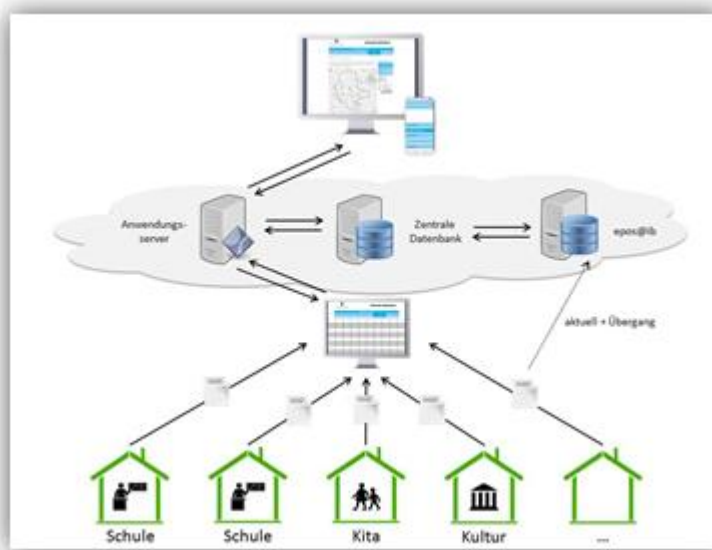 Anwendungs-
server
Zentrale
Datenbank
epos@lb
aktuell + Übergang
Schule
Schule
Kita
Kultur
...